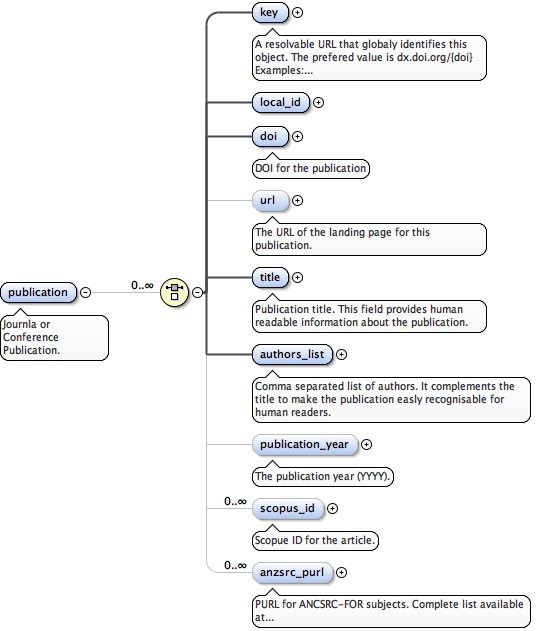 key
A resolvable URL that globaly identifies this
object. The prefered value is dx.doi.org/{doi}
Examples:...
local_id
doi
DOI for the publication
url
The URL of the landing page for this
publication.
title
Publication title. This field provides human
readable information about the publication.
publication
0..∞
Journla or
Conference
Publication.
authors_list
Comma separated list of authors. It complements the
title to make the publication easly recognisable for
human readers.
publication_year
The publication year (YYYY).
0..∞
scopus_id
Scopue ID for the article.
0..∞
anzsrc_purl
PURL for ANCSRC-FOR subjects. Complete list available
at...